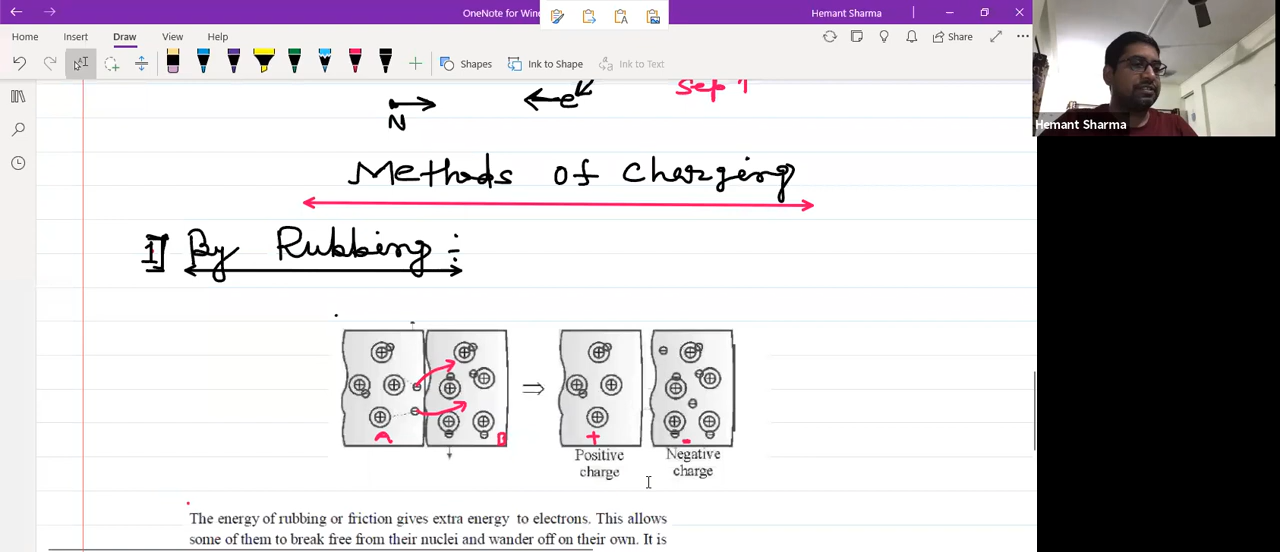 OneNote for Win
Hemant Sharma
Home Insert Draw View Help
Share
Shapes Ink to Shape Ink to Text
Sep
N e
Methods of Charging
1] By Rubbing :-
A B + -
Positive charge
Negative charge
The energy of rubbing or friction gives extra energy to electrons. This allows
some of them to break free from their nuclei and wander off on their own. It is
Hemant Sharma